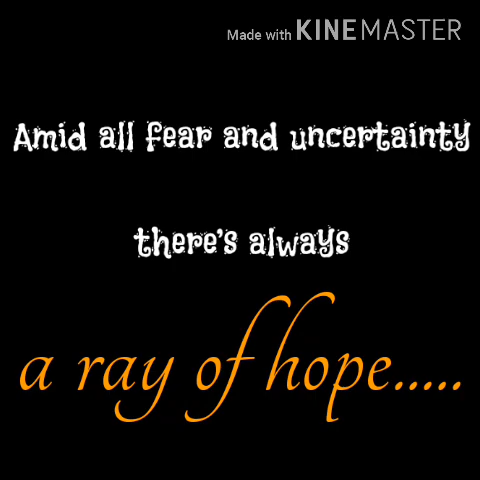 Made with KINEMASTER
Amid all fear and uncertainty
there's always
a ray of hope.....